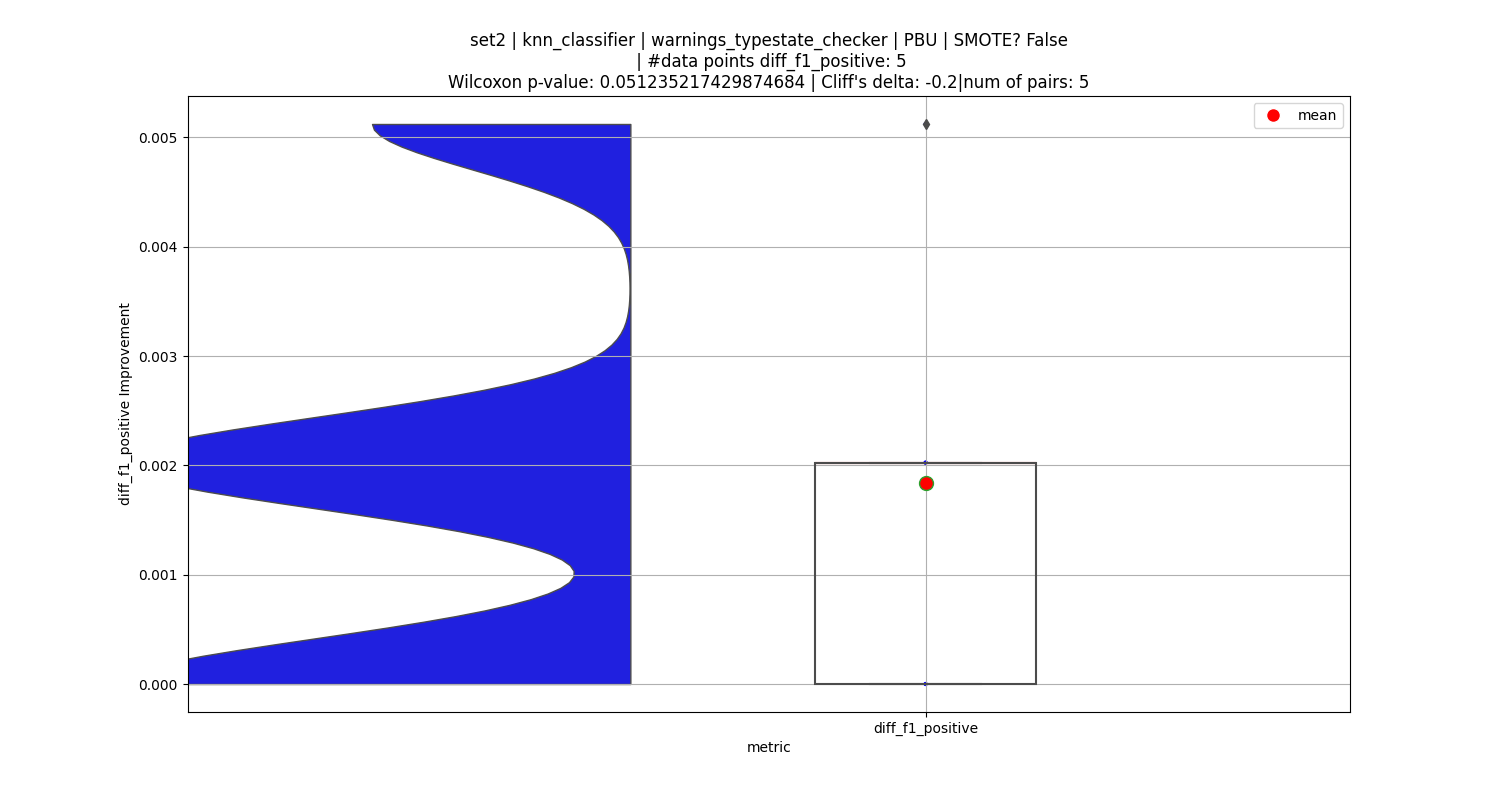 set2 | knn_classifier | warnings_typestate_checker | PBU | SMOTE? False
| #data points diff_f1_positive: 5
Wilcoxon p-value: 0.051235217429874684 | Cliff's delta: -0.2|num of pairs: 5
mean
diff_f1_positive Improvement
0.005
0.004
0.003
0.002
0.001
0.000
diff_f1_positive
metric